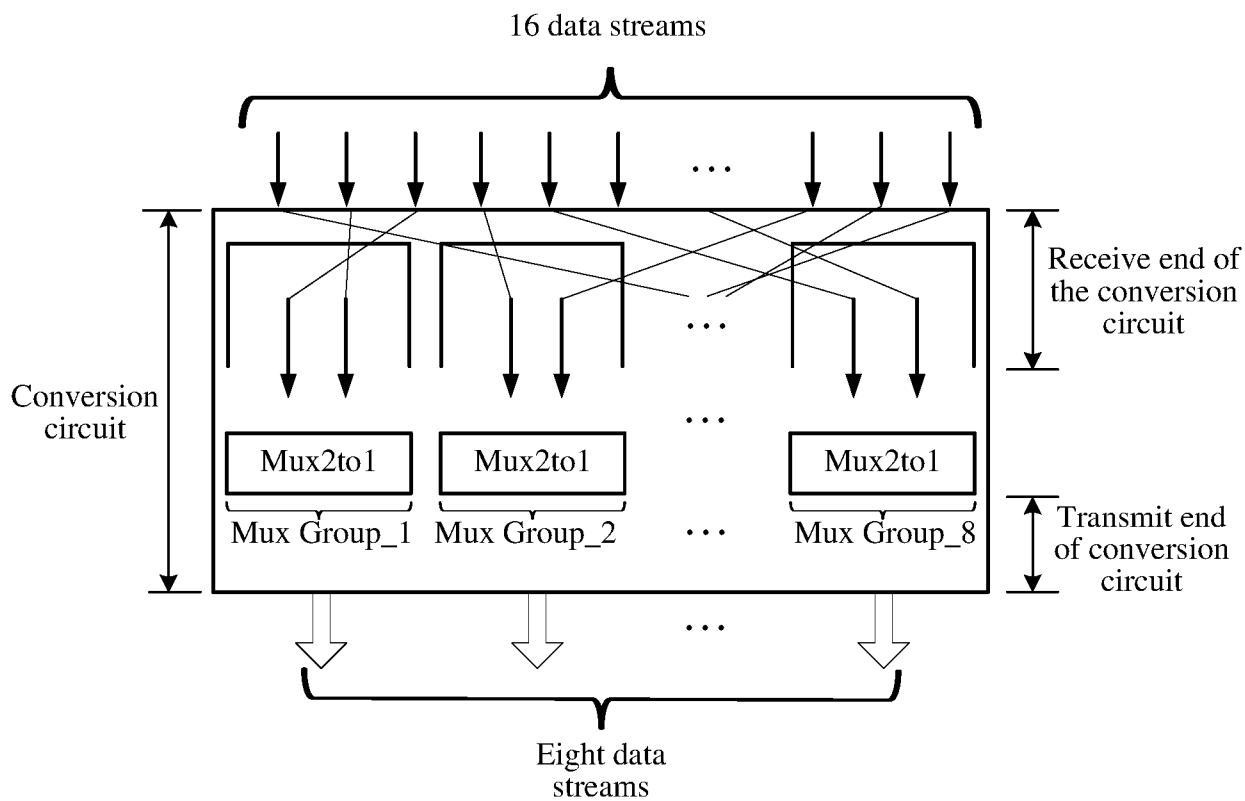 16 data streams
...
Receive end of
the conversion
circuit
...
Conversion
circuit
...
Mux2to1
Mux2to1
Mux2to1
Mux Group_1
Mux Group_2
...
Mux Group_8
Transmit end
of conversion
circuit
...
Eight data
streams